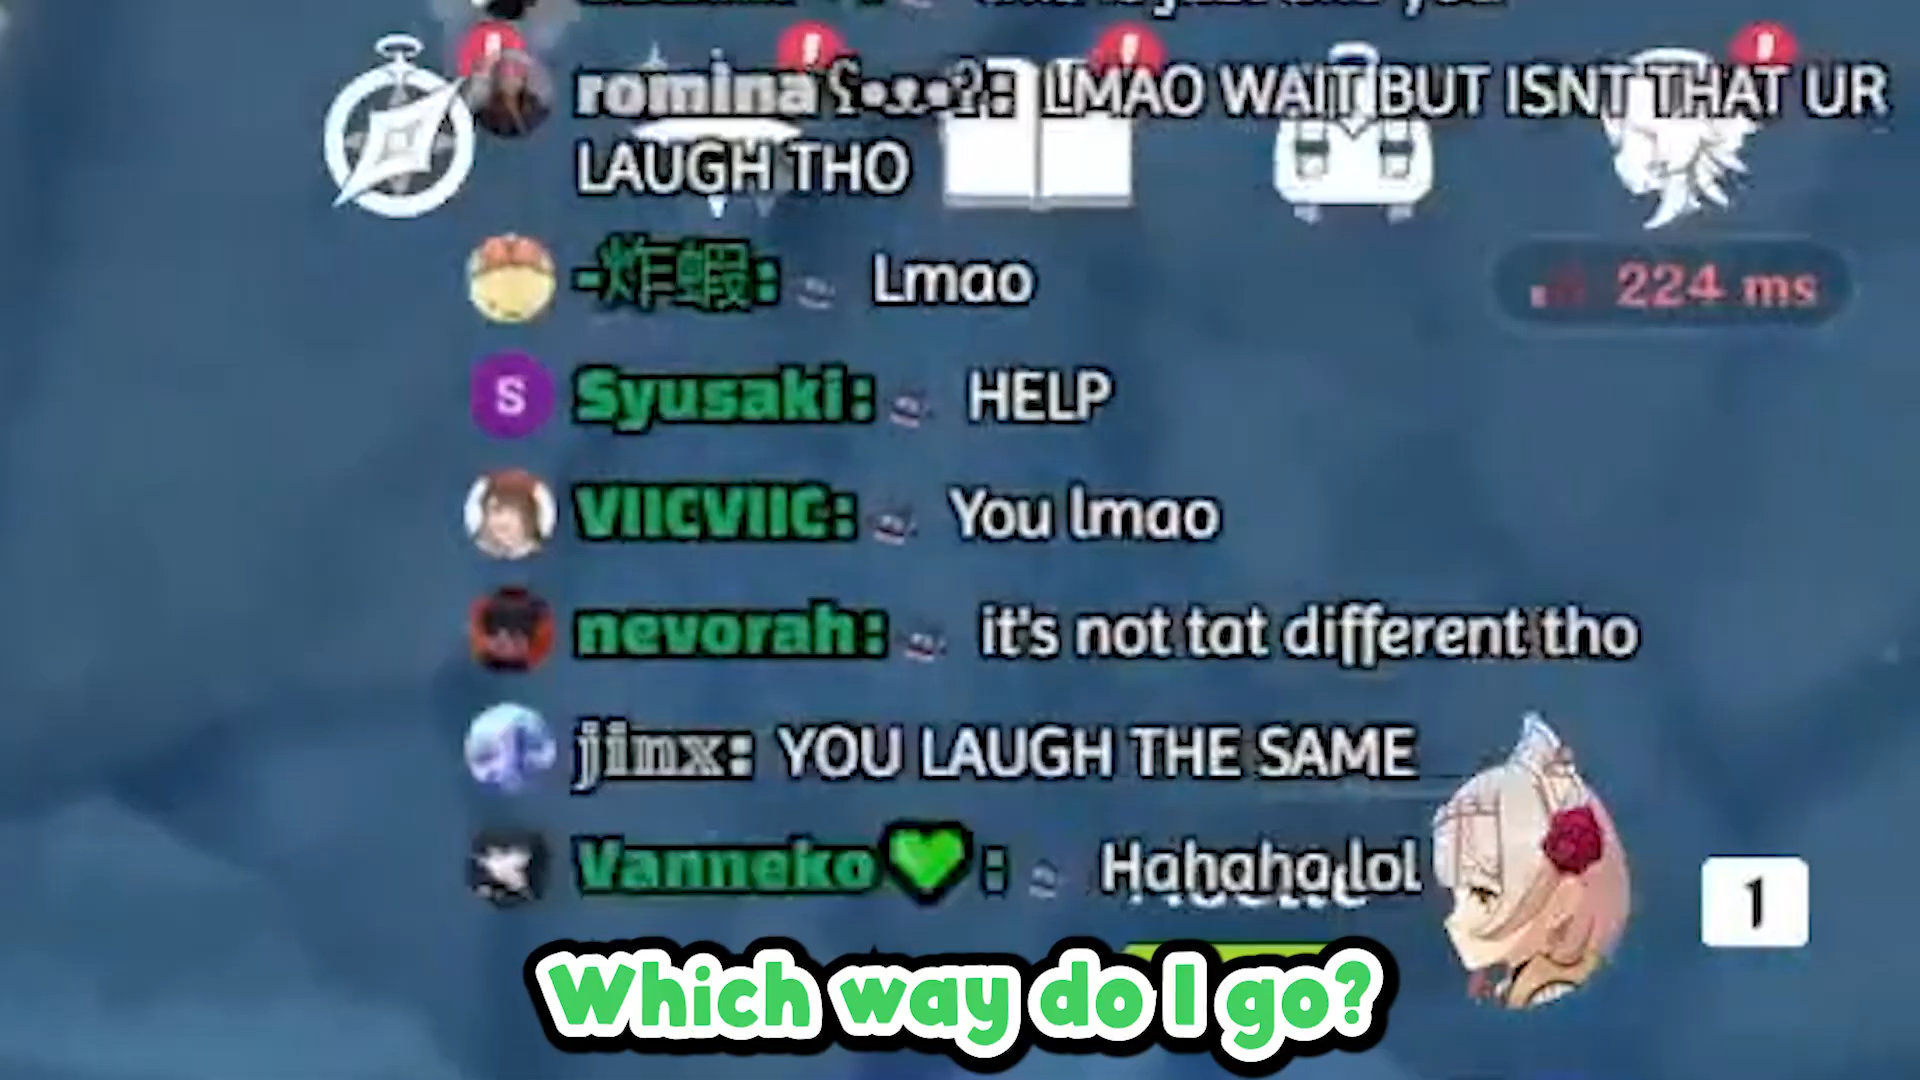 romina ʕ•ᴥ•ʔ: LMAO WAIT BUT ISNT THAT UR
LAUGH THO
-炸蝦: Lmao
224 ms
Syusaki: HELP
VIICVIIC: You lmao
nevorah: it's not tat different tho
jinx: YOU LAUGH THE SAME
Vanneko💚: Hahaha lol
1
Which way do I go?